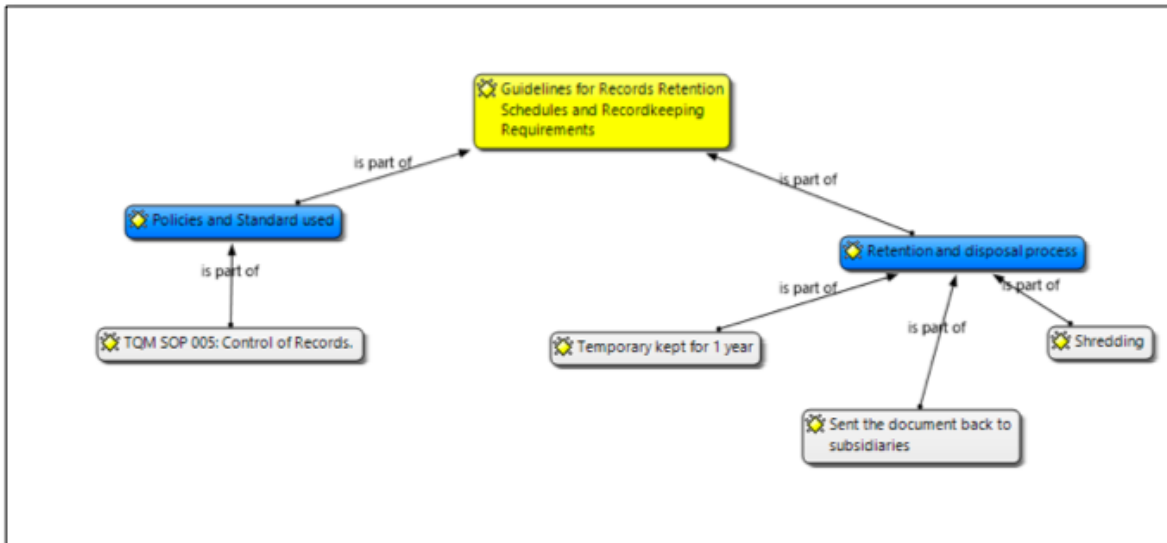 Guidelines for Records Retention
Schedules and Recordkeeping
Requirements
is part of
is part of
Policies and Standard used
Retention and disposal process
is part of
is part of
is part of
is part of
TQM SOP 005: Control of Records.
Temporary kept for 1 year
Shredding
Sent the document back to
subsidiaries